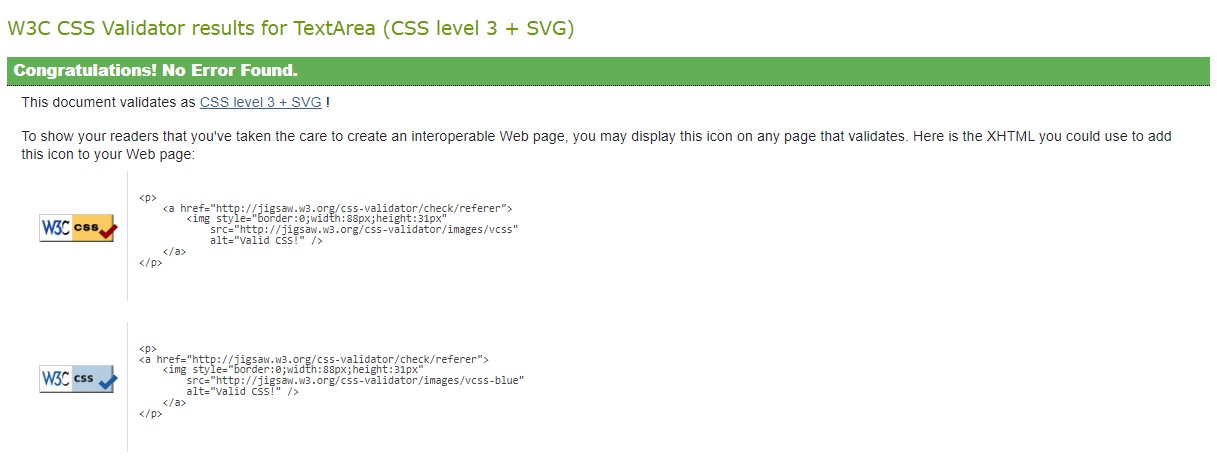 W3C CSS Validator results for TextArea (CSS level 3 + SVG)
Congratulations! No Error Found.
This document validates as CSS level 3 + SVG !
To show your readers that you've taken the care to create an interoperable Web page, you may display this icon on any page that validates. Here is the XHTML you could use to add
this icon to your Web page:
W3C css
<p>
<a href="http://jigsaw.w3.org/css-validator/check/referer">
<img style="border:0;width:88px;height:31px"
src="http://jigsaw.w3.org/css-validator/images/vcss"
alt="Valid CSS!" />
</a>
</p>
W3C css
<p>
<a href="http://jigsaw.w3.org/css-validator/check/referer">
<img style="border:0;width:88px;height:31px"
src="http://jigsaw.w3.org/css-validator/images/vcss-blue"
alt="Valid CSS!" />
</a>
</p>